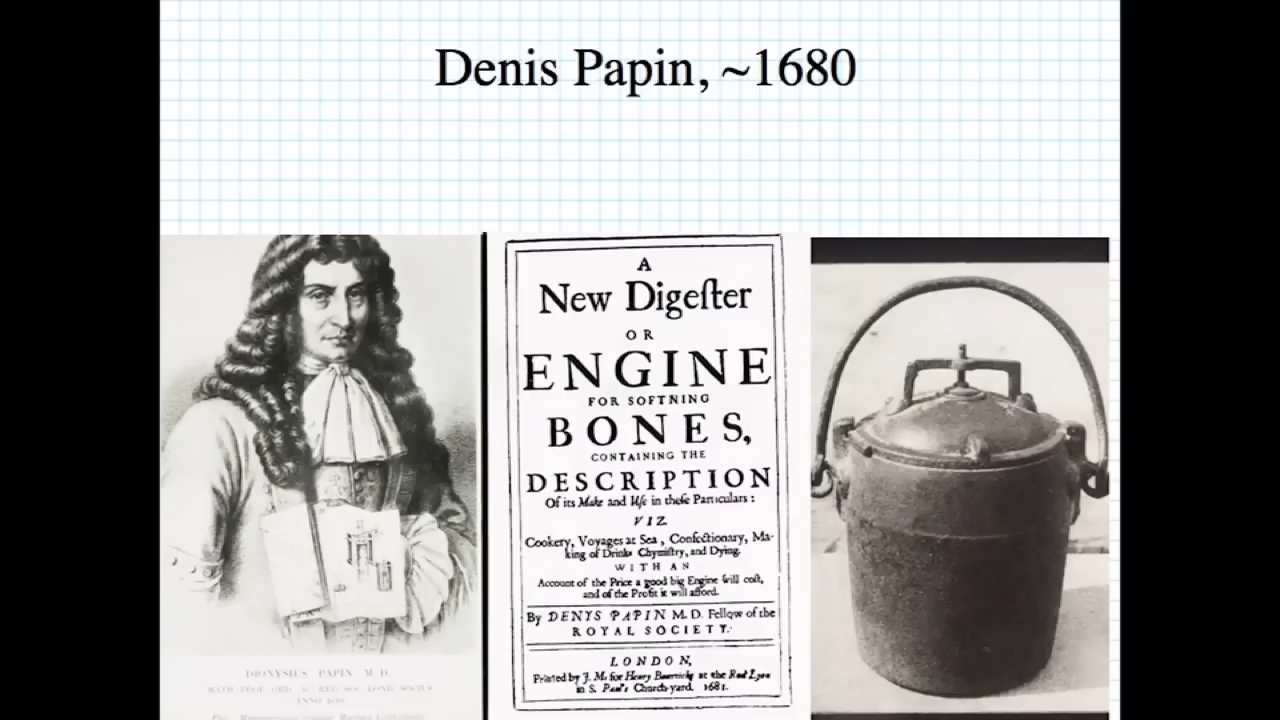 Denis Papin, ~1680
A
New Digeſter
OR
ENGINE
FOR SOFTNING
BONES,
CONTAINING THE
DESCRIPTION
Of its Make and Uſe in theſe Particulars :
VIZ.
Cookery, Voyages at Sea, Confectionary, Ma-
king of Drinks Chymiſtry, and Dying.
WITH AN
Account of the Price a good big Engine will coſt,
and of the Profit it will afford.
By DENYS PAPIN M.D. Fellow of the
ROYAL SOCIETY.
LONDON,
Printed by J. M. for Henry at the Red Lyon
in S. Paul's Church-yard. 1681.
DIONYSIUS PAPIN M.D.